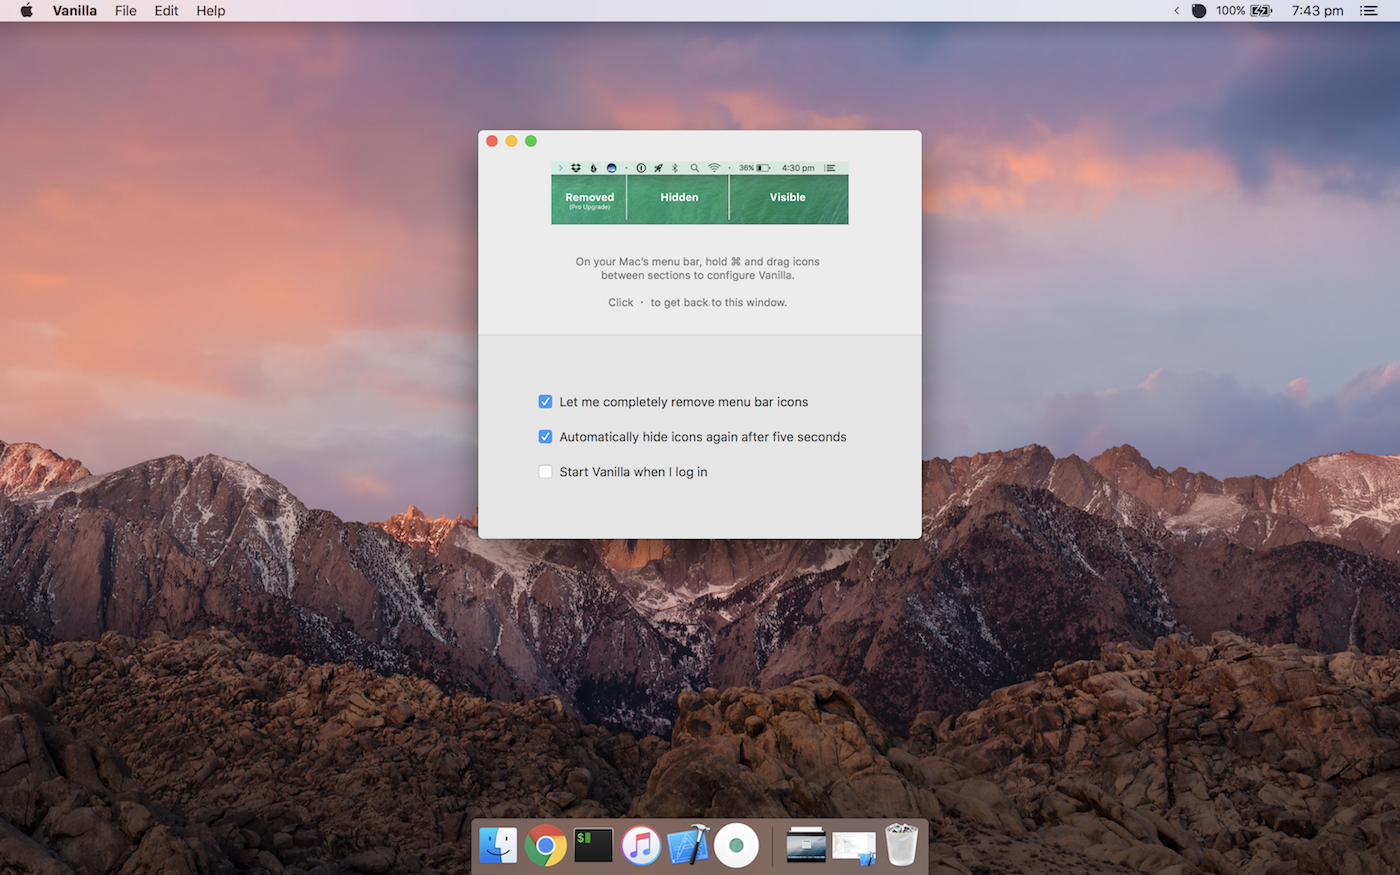 Vanilla File Edit Help
100% 7:43 pm
36% 4:30 pm
Removed Hidden Visible
(Pro Upgrade)
On your Mac's menu bar, hold ⌘ and drag icons
between sections to configure Vanilla.
Click · to get back to this window.
Let me completely remove menu bar icons
Automatically hide icons again after five seconds
Start Vanilla when I log in
$